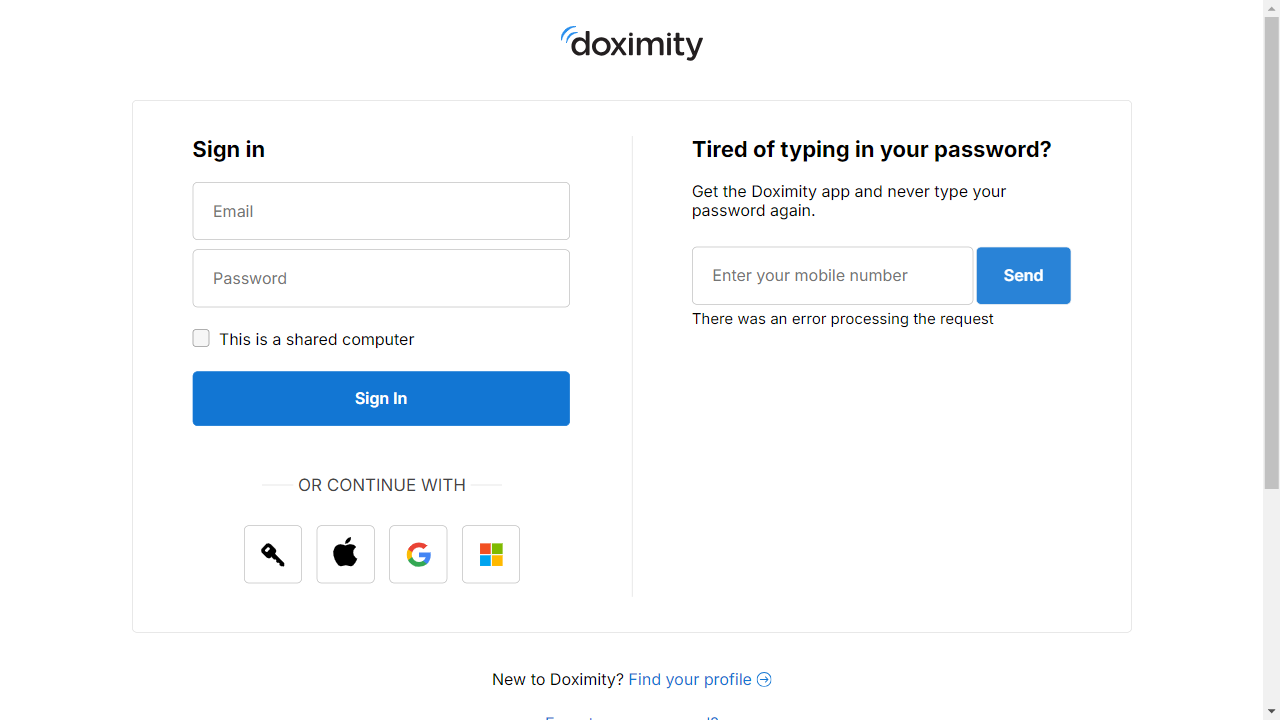 doximity
Sign in
Email
Password
This is a shared computer
Sign In
OR CONTINUE WITH
Tired of typing in your password?
Get the Doximity app and never type your
password again.
Enter your mobile number
Send
There was an error processing the request
New to Doximity? Find your profile